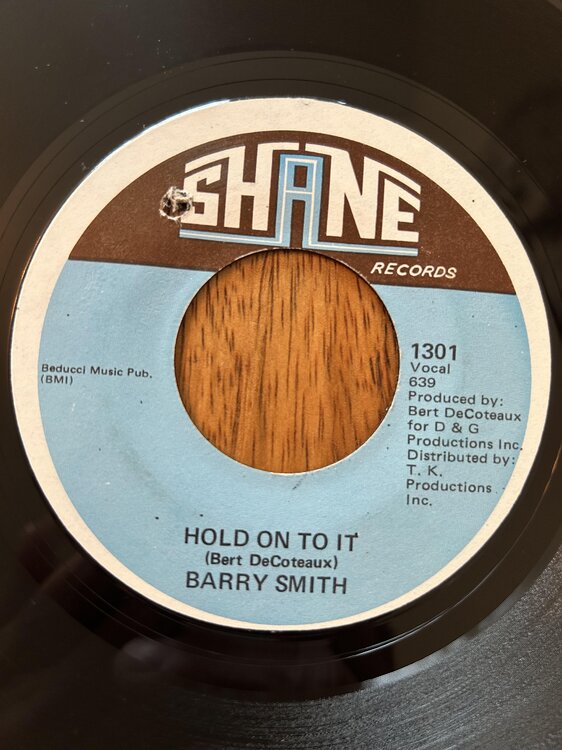 SHANE
RECORDS
Beducci Music Pub.
(BMI)
1301
Vocal
639
Produced by:
Bert DeCoteaux
for D & G
Productions Inc.
Distributed by:
T. K.
Productions
Inc.
HOLD ON TO IT
(Bert DeCoteaux)
BARRY SMITH